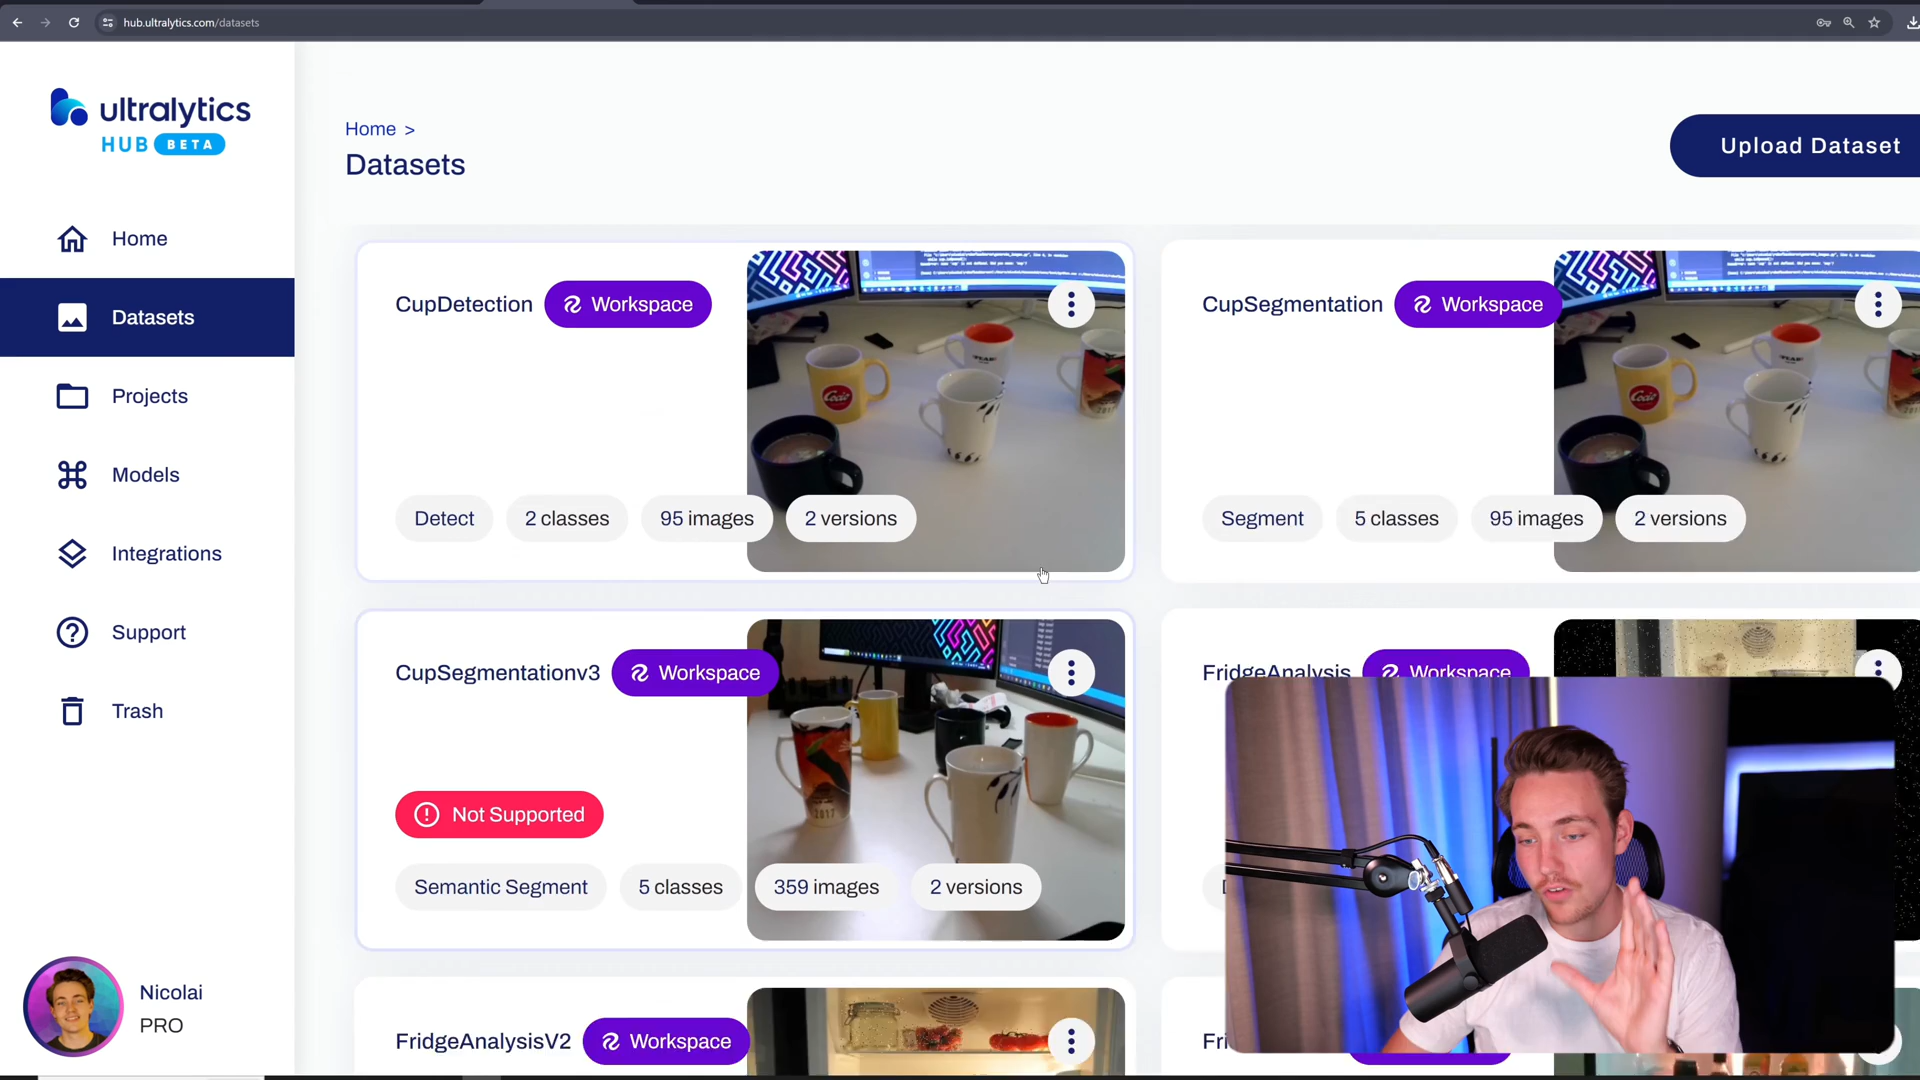 hub.ultralytics.com/datasets
ultralytics
HUB BETA
Home >
Datasets
Upload Dataset
Home
Datasets
Projects
Models
Integrations
Support
Trash
Nicolai
PRO
CupDetection Workspace
Detect 2 classes 95 images 2 versions
CupSegmentation Workspace
Segment 5 classes 95 images 2 versions
CupSegmentationv3 Workspace
Not Supported
Semantic Segment 5 classes 359 images 2 versions
FridgeAnalysis Workspace
FridgeAnalysisV2 Workspace